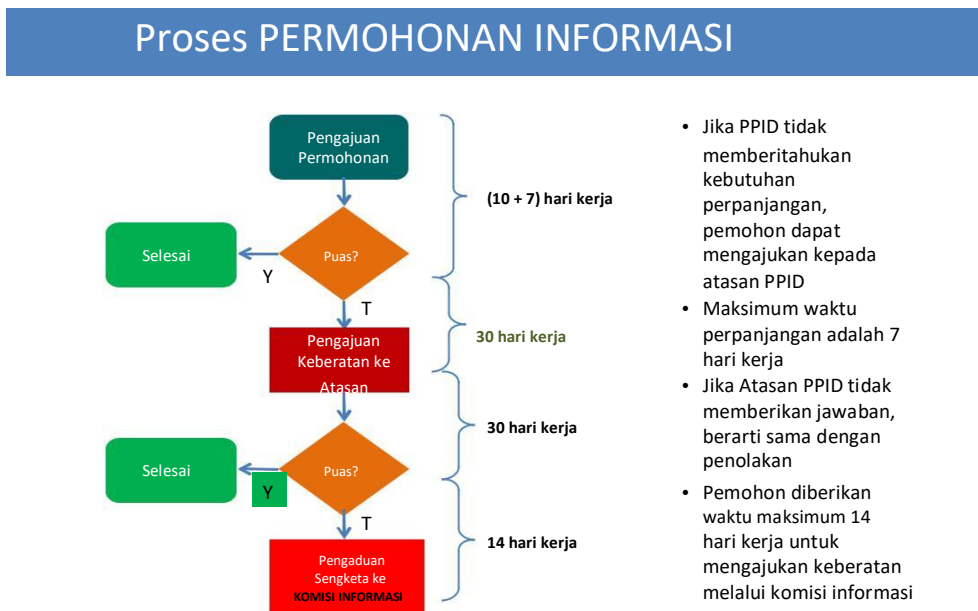 Proses PERMOHONAN INFORMASI
Pengajuan
Permohonan
(10 + 7) hari kerja
Selesai
Puas?
Y
T
Pengajuan
Keberatan ke
Atasan
30 hari kerja
30 hari kerja
Selesai
Puas?
Y
T
Pengaduan
Sengketa ke
KOMISI INFORMASI
14 hari kerja
• Jika PPID tidak
memberitahukan
kebutuhan
perpanjangan,
pemohon dapat
mengajukan kepada
atasan PPID
• Maksimum waktu
perpanjangan adalah 7
hari kerja
• Jika Atasan PPID tidak
memberikan jawaban,
berarti sama dengan
penolakan
• Pemohon diberikan
waktu maksimum 14
hari kerja untuk
mengajukan keberatan
melalui komisi informasi